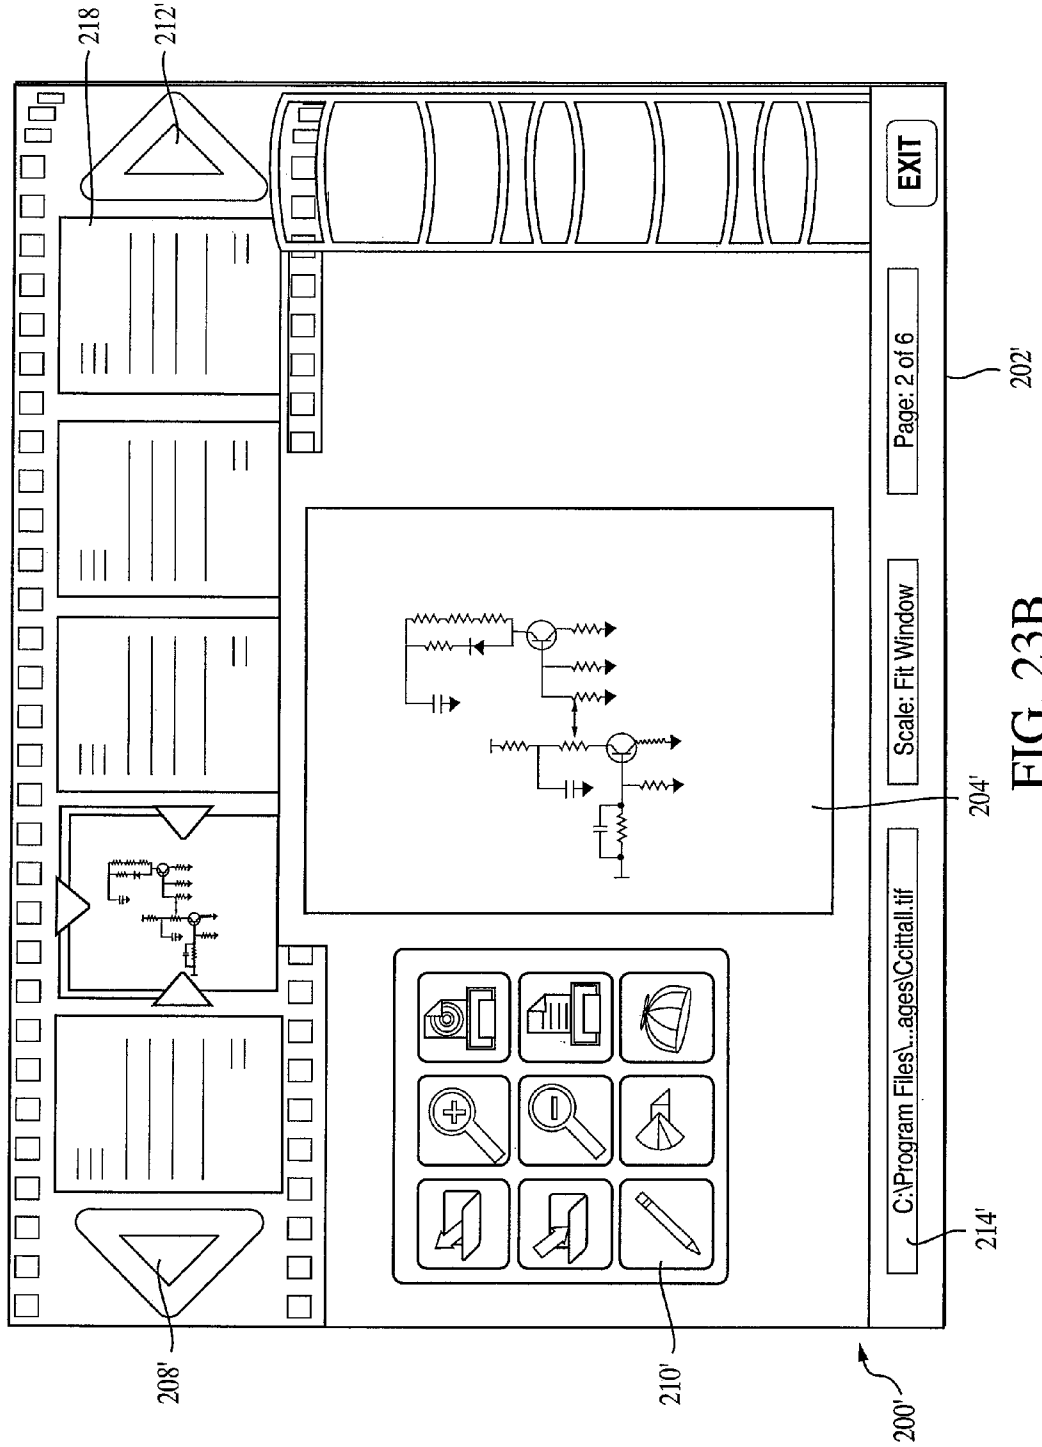 218
212'
208'
210'
EXIT
C:\Program Files\...ages\Ccittall.tif
Scale: Fit Window
Page: 2 of 6
200'
214'
204'
202'
FIG. 23B